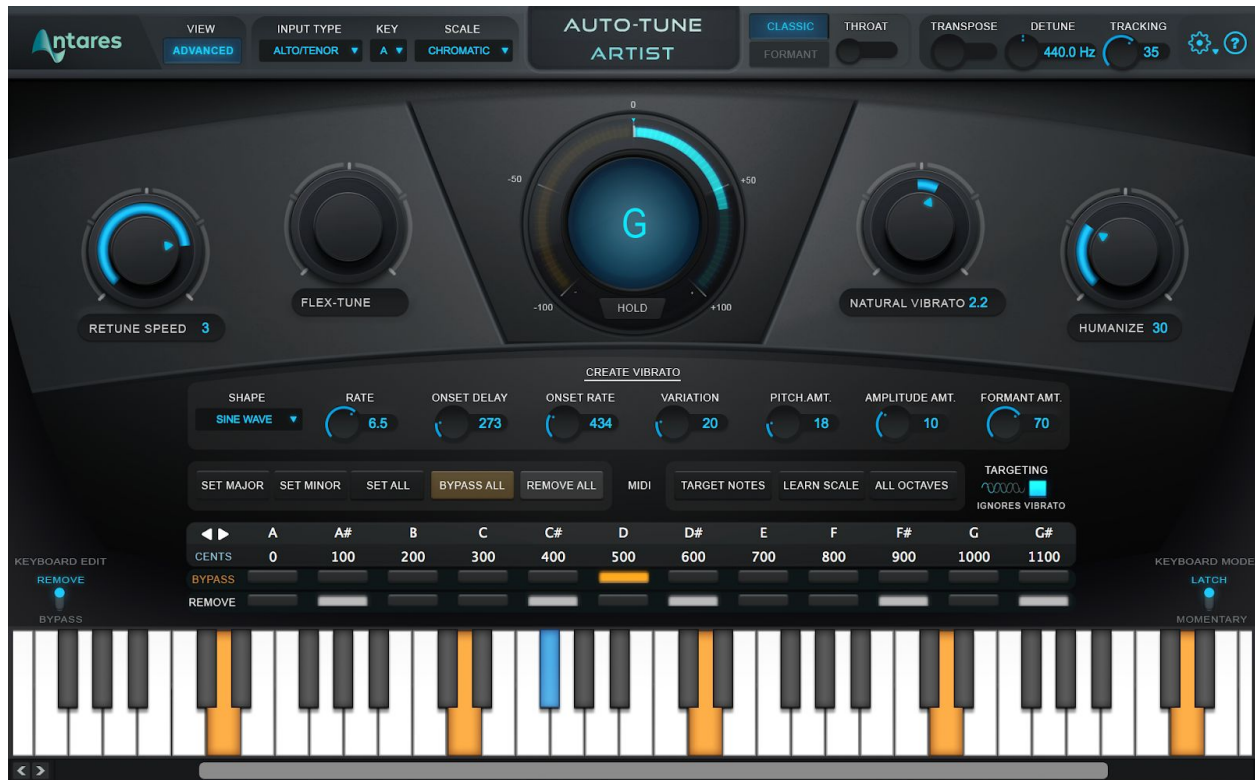 Antares
VIEW
ADVANCED
INPUT TYPE KEY SCALE
ALTO/TENOR A CHROMATIC
AUTO-TUNE
ARTIST
CLASSIC
FORMANT
THROAT
TRANSPOSE DETUNE TRACKING
440.0 Hz 35
?
0
-50 +50
G
-100 HOLD +100
RETUNE SPEED 3
FLEX-TUNE
NATURAL VIBRATO 2.2
HUMANIZE 30
CREATE VIBRATO
SHAPE RATE ONSET DELAY ONSET RATE VARIATION PITCH.AMT. AMPLITUDE AMT. FORMANT AMT.
SINE WAVE 6.5 273 434 20 18 10 70
SET MAJOR SET MINOR SET ALL BYPASS ALL REMOVE ALL MIDI TARGET NOTES LEARN SCALE ALL OCTAVES
TARGETING
IGNORES VIBRATO
A A# B C C# D D# E F F# G G#
CENTS 0 100 200 300 400 500 600 700 800 900 1000 1100
BYPASS
REMOVE
KEYBOARD EDIT
REMOVE
BYPASS
KEYBOARD MODE
LATCH
MOMENTARY